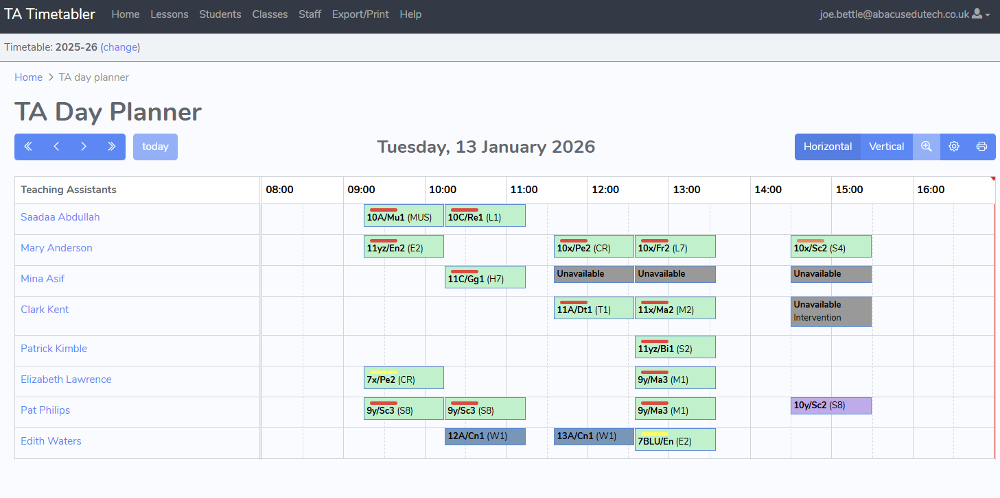 TA Timetabler Home Lessons Students Classes Staff Export/Print Help joe.bettle@abacusedutech.co.uk
Timetable: 2025-26 (change)
Home > TA day planner
TA Day Planner
today Tuesday, 13 January 2026 Horizontal Vertical
Teaching Assistants 08:00 09:00 10:00 11:00 12:00 13:00 14:00 15:00 16:00
Saadaa Abdullah 10A/Mu1 (MUS) 10C/Re1 (L1)
Mary Anderson 11yz/En2 (E2) 10x/Pe2 (CR) 10x/Fr2 (L7) 10x/Sc2 (S4)
Mina Asif 11C/Gg1 (H7) Unavailable Unavailable Unavailable
Clark Kent 11A/Dt1 (T1) 11x/Ma2 (M2) Unavailable
Intervention
Patrick Kimble 11yz/Bi1 (S2)
Elizabeth Lawrence 7x/Pe2 (CR) 9y/Ma3 (M1)
Pat Philips 9y/Sc3 (S8) 9y/Sc3 (S8) 9y/Ma3 (M1) 10y/Sc2 (S8)
Edith Waters 12A/Cn1 (W1) 13A/Cn1 (W1) 7BLU/En (E2)